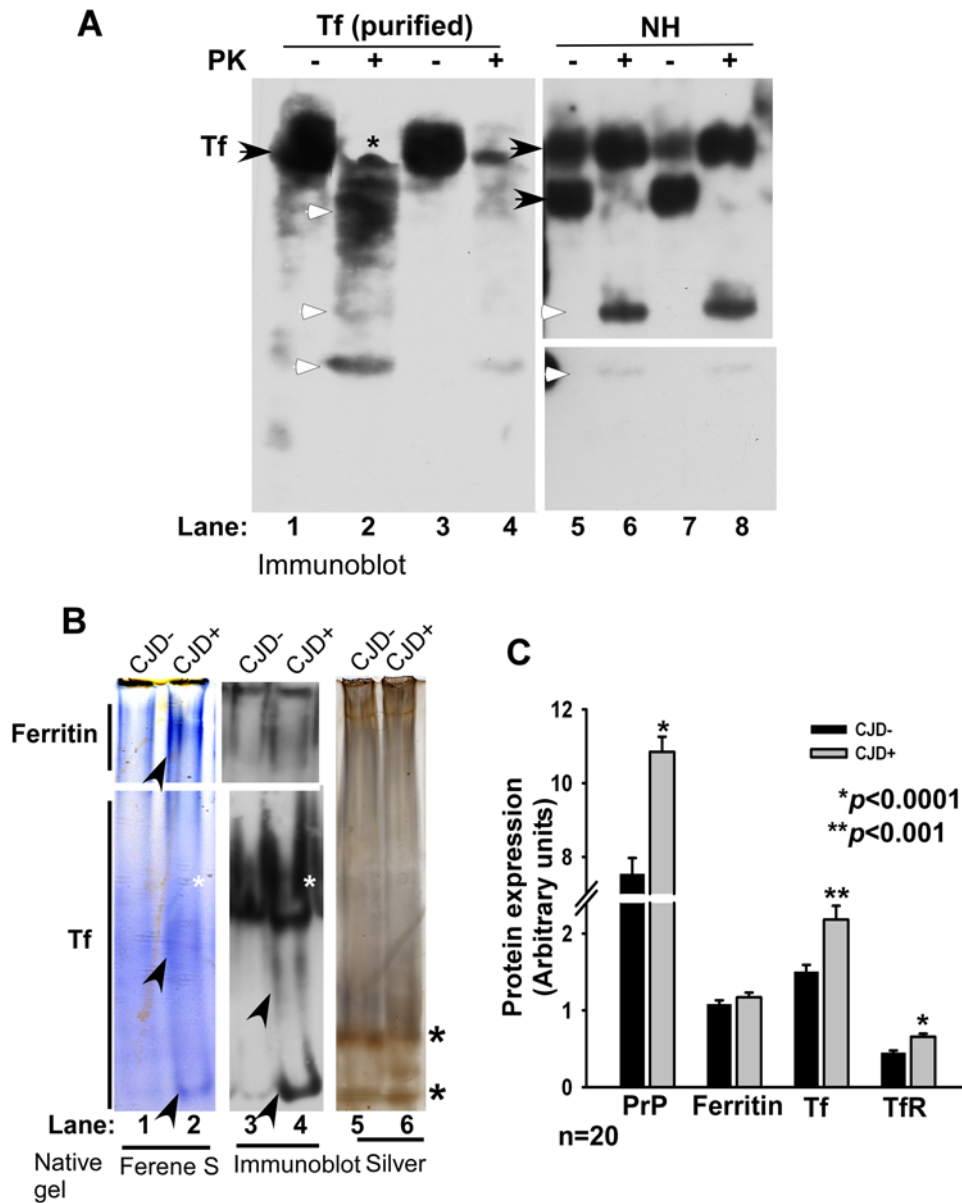 A
Tf (purified)
NH
PK - + - + - + - +
Tf
*
Lane: 1 2 3 4 5 6 7 8
Immunoblot
B
CJD- CJD+ CJD- CJD+ CJD- CJD+
Ferritin
Tf
* *
*
*
Lane: 1 2 3 4 5 6
Native gel
Ferene S Immunoblot Silver
C
Protein expression
(Arbitrary units)
12
10
8
2
1
0
CJD-
CJD+
*p<0.0001
**p<0.001
* ** *
PrP Ferritin Tf TfR
n=20